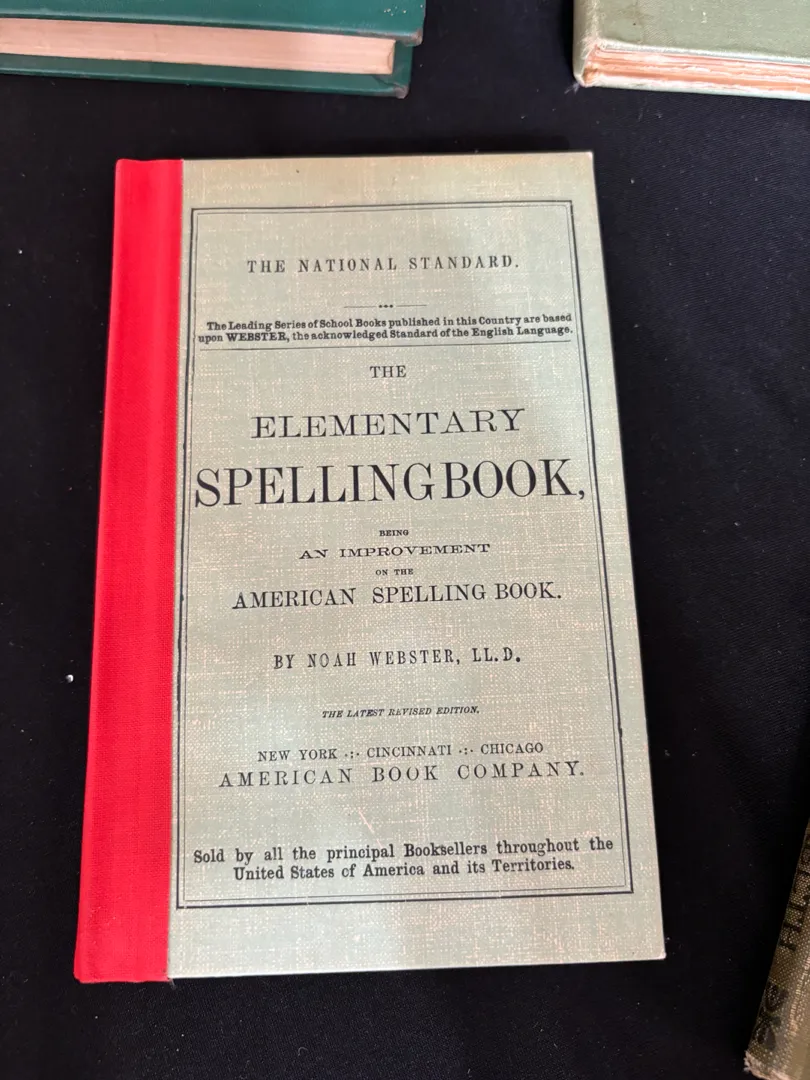 THE NATIONAL STANDARD.
The Leading Series of School Books published in this Country are based
upon WEBSTER, the acknowledged Standard of the English Language.
THE
ELEMENTARY
SPELLING BOOK,
BEING
AN IMPROVEMENT
ON THE
AMERICAN SPELLING BOOK.
BY NOAH WEBSTER, LL.D.
THE LATEST REVISED EDITION.
NEW YORK .:. CINCINNATI .:. CHICAGO
AMERICAN BOOK COMPANY.
Sold by all the principal Booksellers throughout the
United States of America and its Territories.